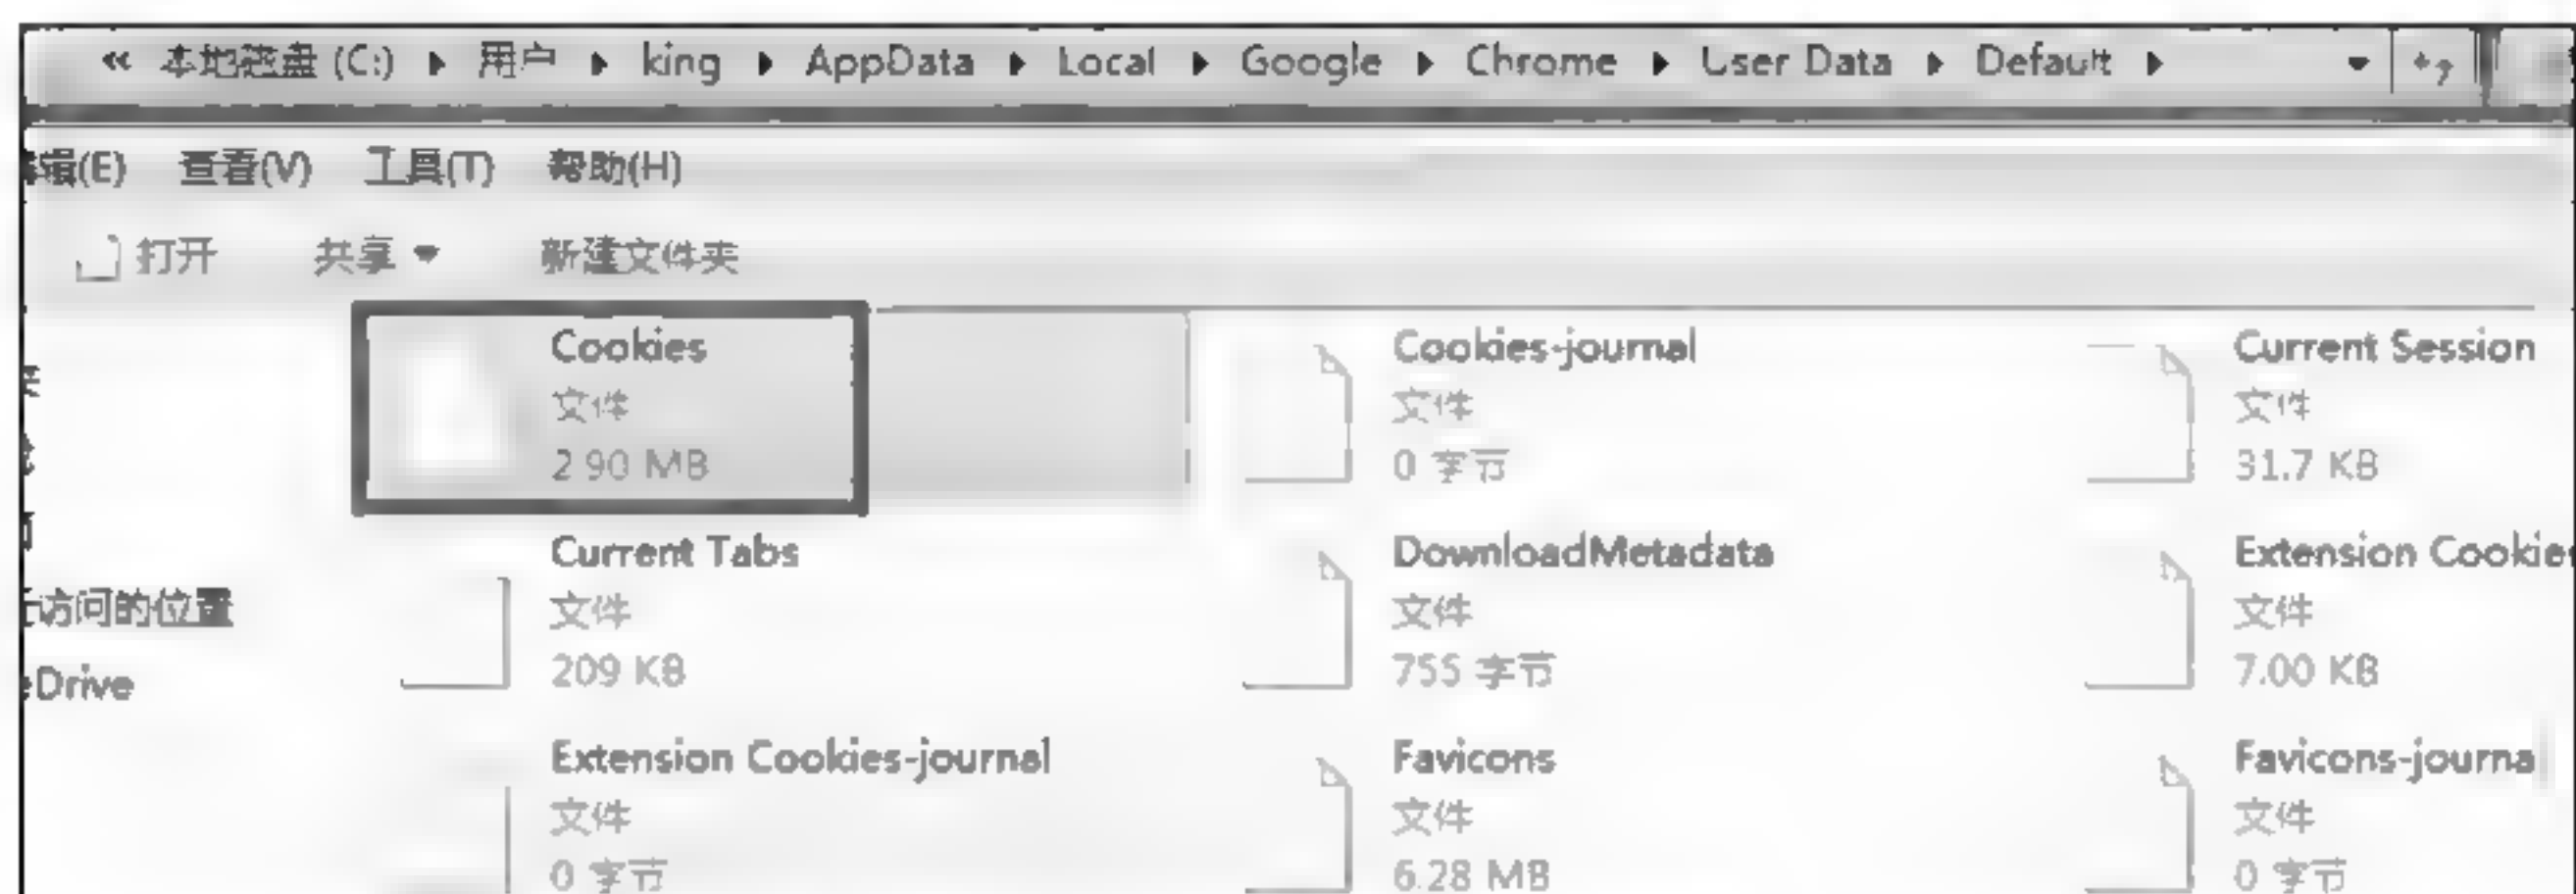 « 本地磁盘 (C:) ▸ 用户 ▸ king ▸ AppData ▸ Local ▸ Google ▸ Chrome ▸ User Data ▸ Default ▸
辑(E) 查看(V) 工具(T) 帮助(H)
打开 共享 新建文件夹
Cookies
文件
2.90 MB
Cookies-journal
文件
0 字节
Current Session
文件
31.7 KB
Current Tabs
文件
209 KB
DownloadMetadata
文件
755 字节
Extension Cookies
文件
7.00 KB
访问的位置
eDrive
Extension Cookies-journal
文件
0 字节
Favicons
文件
6.28 MB
Favicons-journa
文件
0 字节